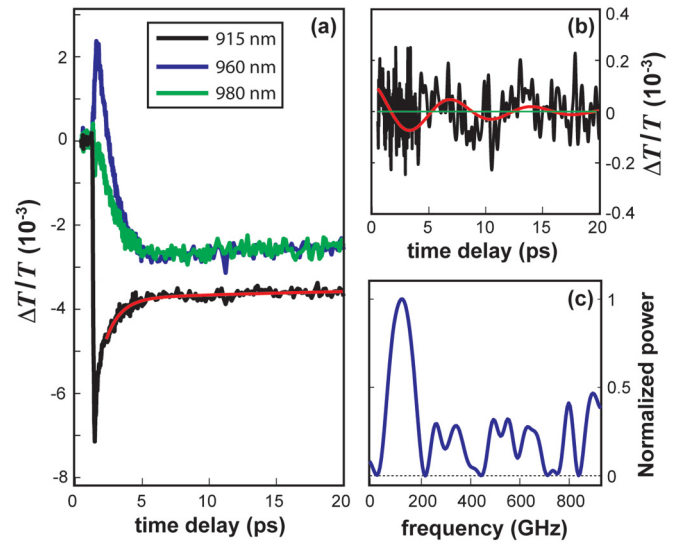 (a)
915 nm
960 nm
980 nm
2
0
-2
-4
-6
-8
ΔT/T (10⁻³)
0 5 10 15 20
time delay (ps)
(b)
0.4
0.2
0
-0.2
-0.4
ΔT/T (10⁻³)
0 5 10 15 20
time delay (ps)
(c)
1
0.5
0
Normalized power
0 200 400 600 800
frequency (GHz)